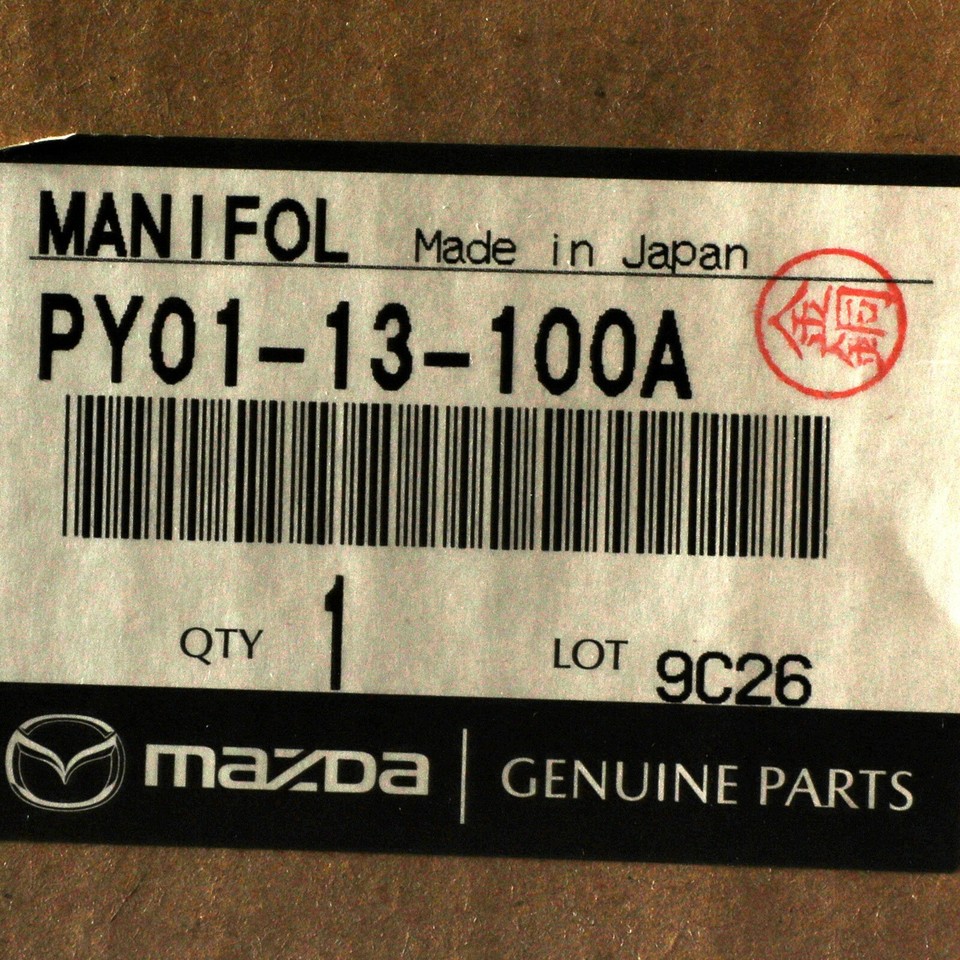 MANIFOL Made in Japan
PY01-13-100A
QTY 1 LOT 9C26
mazda GENUINE PARTS